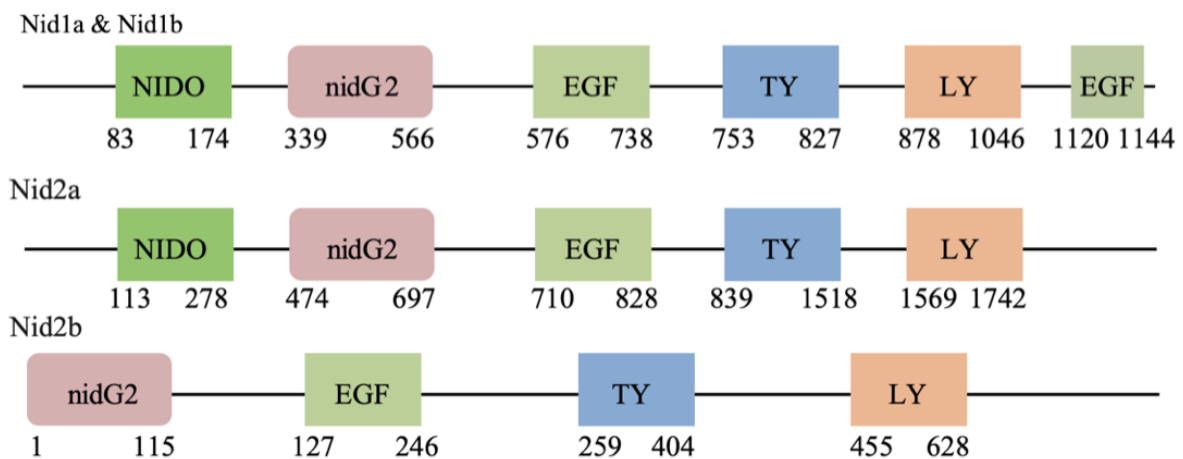 Nid1a & Nid1b
NIDO nidG2 EGF TY LY EGF
83 174 339 566 576 738 753 827 878 1046 1120 1144
Nid2a
NIDO nidG2 EGF TY LY
113 278 474 697 710 828 839 1518 1569 1742
Nid2b
nidG2 EGF TY LY
1 115 127 246 259 404 455 628